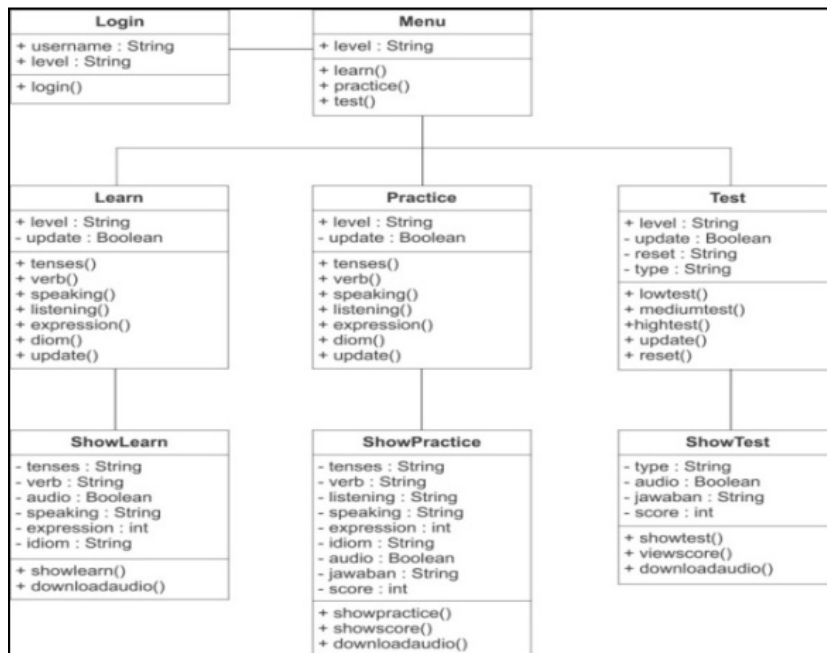 Login
+ username : String
+ level : String
+ login()
Menu
+ level : String
+ learn()
+ practice()
+ test()
Learn
+ level : String
- update : Boolean
+ tenses()
+ verb()
+ speaking()
+ listening()
+ expression()
+ diom()
+ update()
Practice
+ level : String
- update : Boolean
+ tenses()
+ verb()
+ speaking()
+ listening()
+ expression()
+ diom()
+ update()
Test
+ level : String
- update : Boolean
- reset : String
- type : String
+ lowtest()
+ mediumtest()
+hightest()
+ update()
+ reset()
ShowLearn
- tenses : String
- verb : String
- audio : Boolean
- speaking : String
- expression : int
- idiom : String
+ showlearn()
+ downloadaudio()
ShowPractice
- tenses : String
- verb : String
- listening : String
- speaking : String
- expression : int
- idiom : String
- audio : Boolean
- jawaban : String
- score : int
+ showpractice()
+ showscore()
+ downloadaudio()
ShowTest
- type : String
- audio : Boolean
- jawaban : String
- score : int
+ showtest()
+ viewscore()
+ downloadaudio()